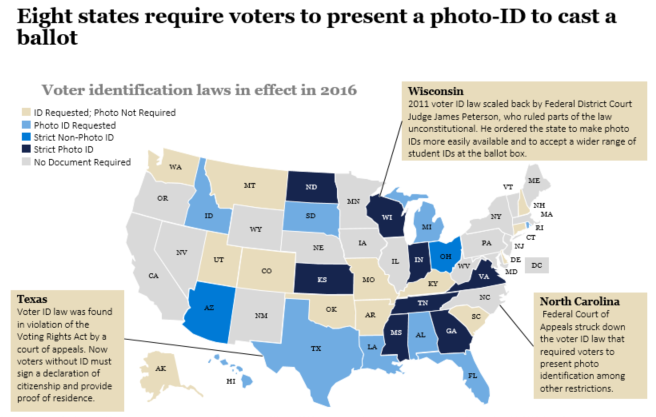 Eight states require voters to present a photo-ID to cast a
ballot
Voter identification laws in effect in 2016
ID Requested; Photo Not Required
Photo ID Requested
Strict Non-Photo ID
Strict Photo ID
No Document Required
Wisconsin
2011 voter ID law scaled back by Federal District Court
Judge James Peterson, who ruled parts of the law
unconstitutional. He ordered the state to make photo
IDs more easily available and to accept a wider range of
student IDs at the ballot box.
WA
MT
ND
MN
VT
ME
OR
ID
SD
WI
MI
NY
NH
MA
RI
CT
WY
IA
NE
PA
NJ
NV
UT
CO
IL
IN
OH
WV
DE
MD
DC
CA
KS
MO
KY
VA
AZ
NM
OK
AR
TN
NC
SC
MS
AL
GA
TX
LA
FL
AK
HI
Texas
Voter ID law was found
in violation of the
Voting Rights Act by a
court of appeals. Now
voters without ID must
sign a declaration of
citizenship and provide
proof of residence.
North Carolina
Federal Court of
Appeals struck down
the voter ID law that
required voters to
present photo
identification among
other restrictions.